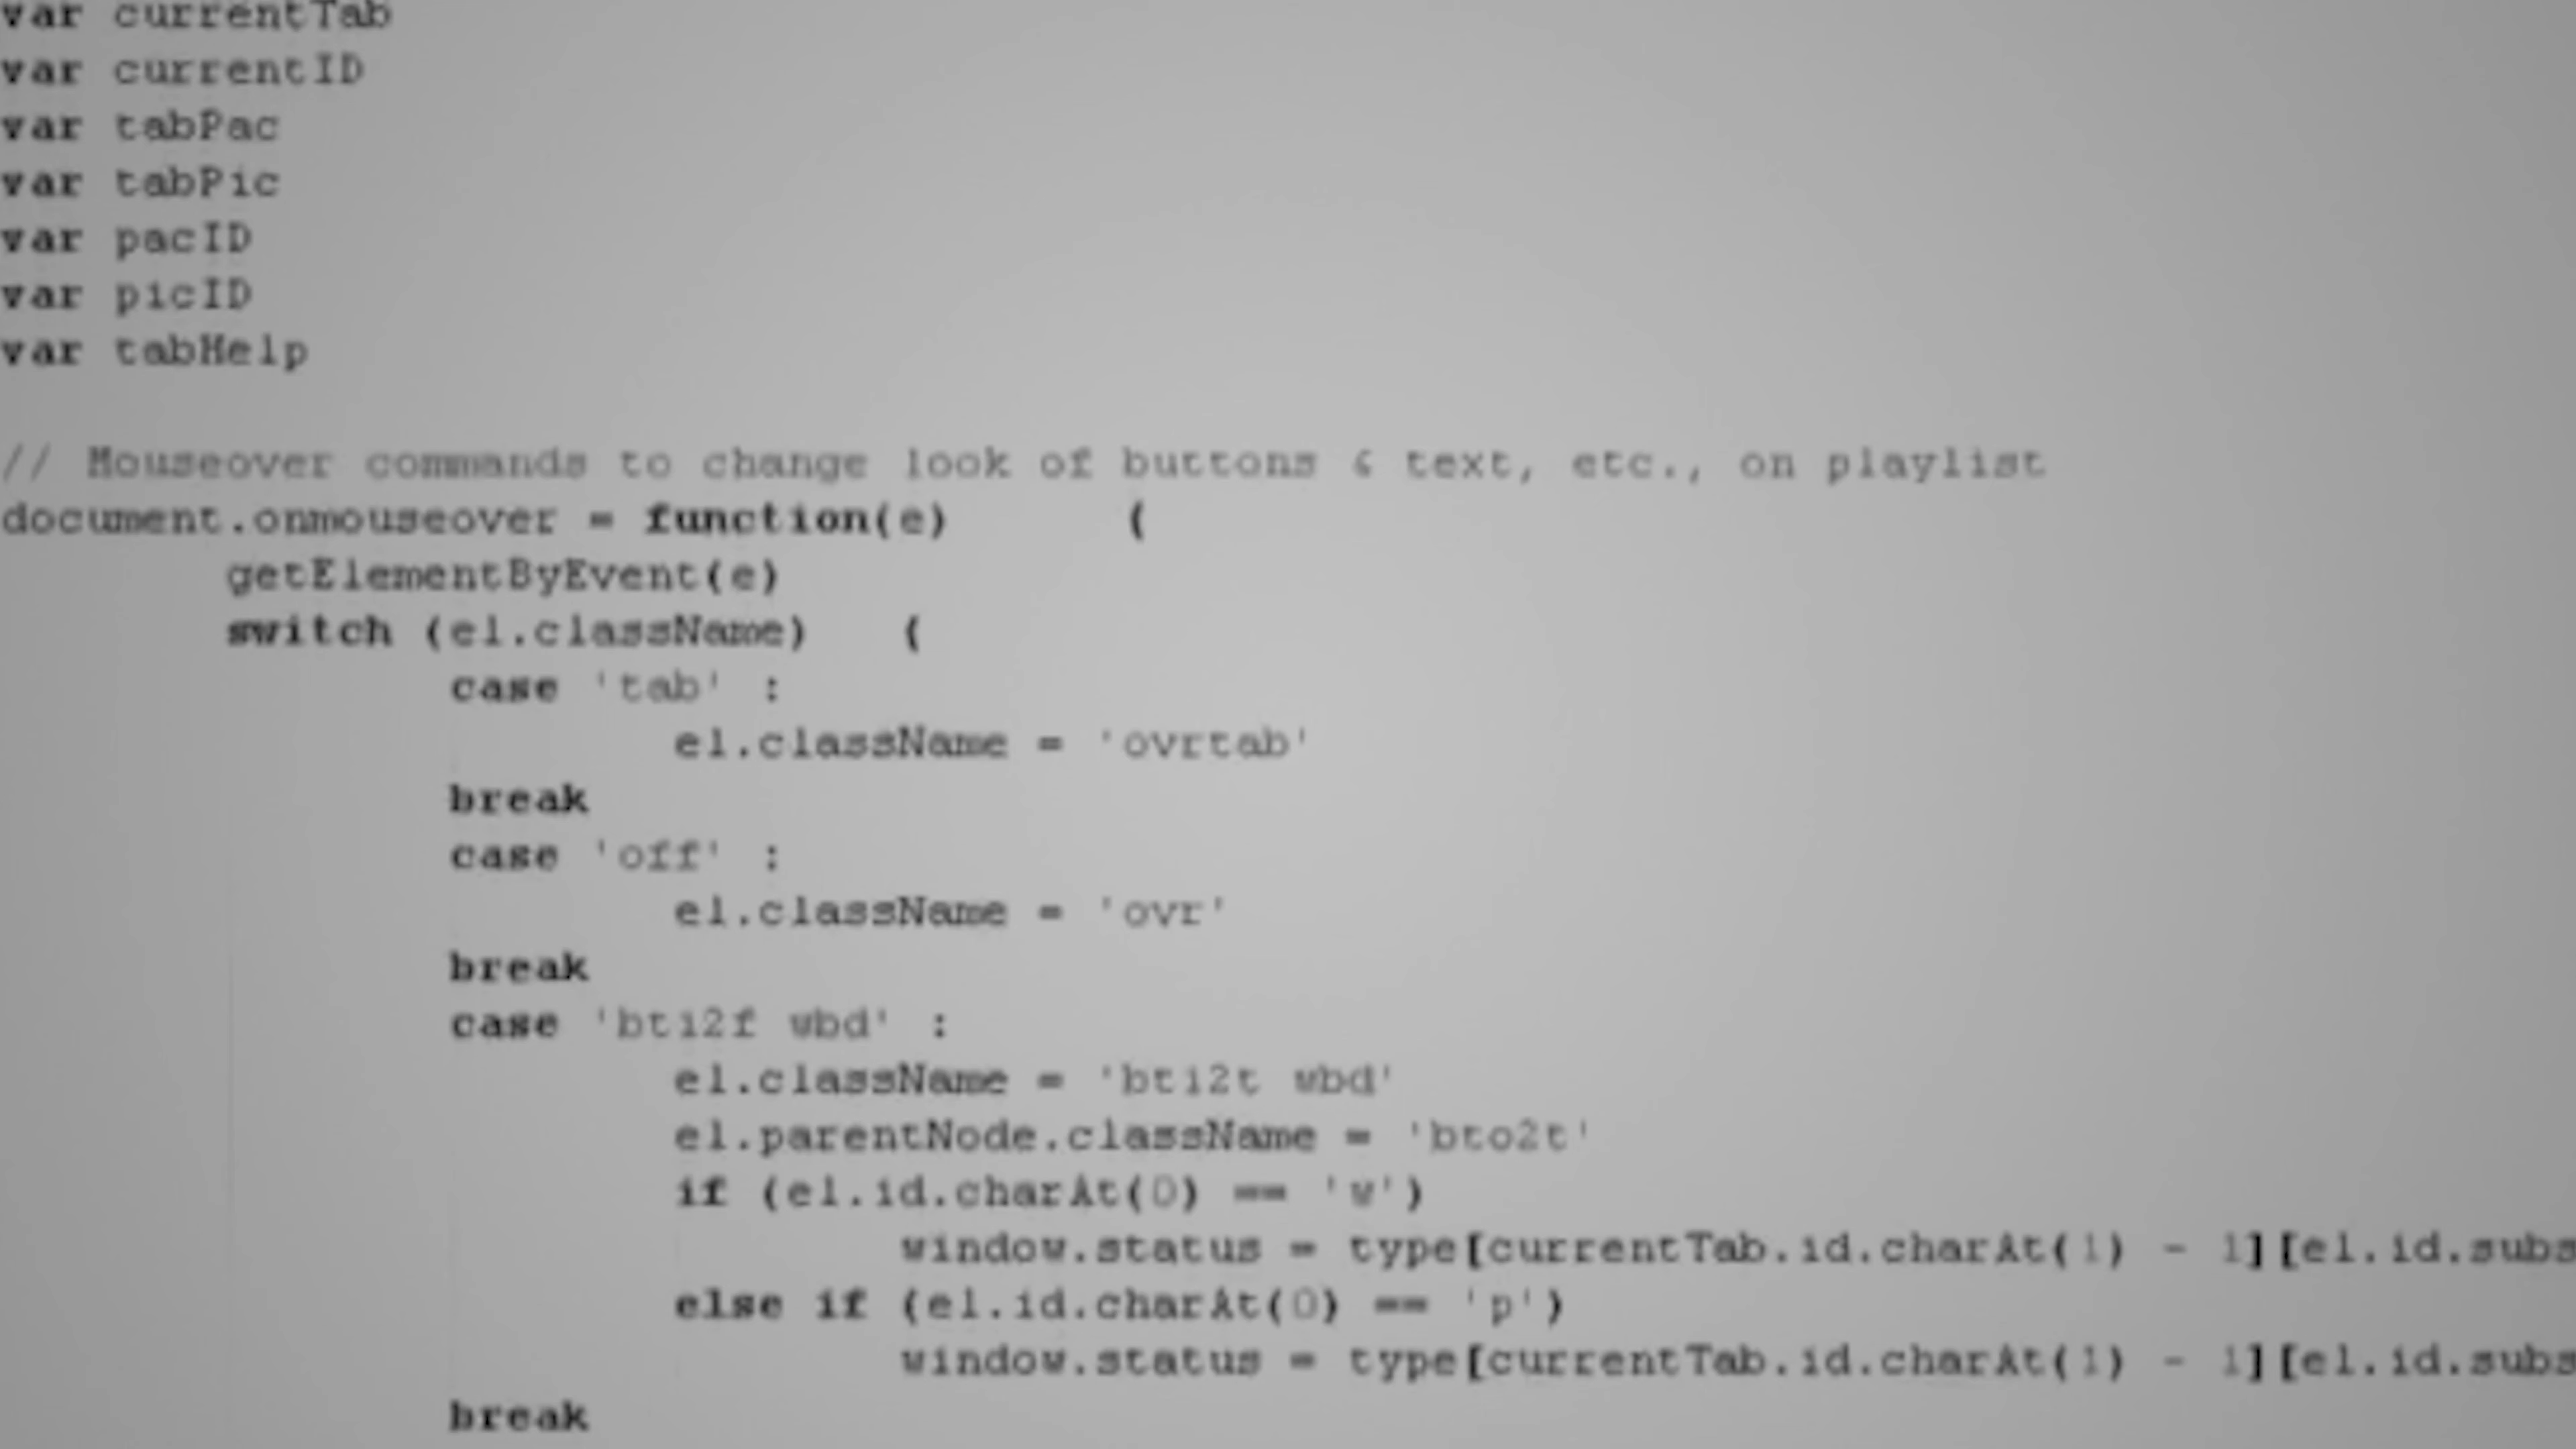 var currentTab
var currentID
var tabPac
var tabPic
var pacID
var picID
var tabHelp
// Mouseover commands to change look of buttons & text, etc., on playlist
document.onmouseover = function(e) {
getElementByEvent(e)
switch (el.className) {
case 'tab' :
el.className = 'ovrtab'
break
case 'off' :
el.className = 'ovr'
break
case 'bti2f wbd' :
el.className = 'bti2t wbd'
el.parentNode.className = 'bto2t'
if (el.id.charAt(0) == 'w')
window.status = type[currentTab.id.charAt(1) - 1][el.id.subs
else if (el.id.charAt(0) == 'p')
window.status = type[currentTab.id.charAt(1) - 1][el.id.subs
break